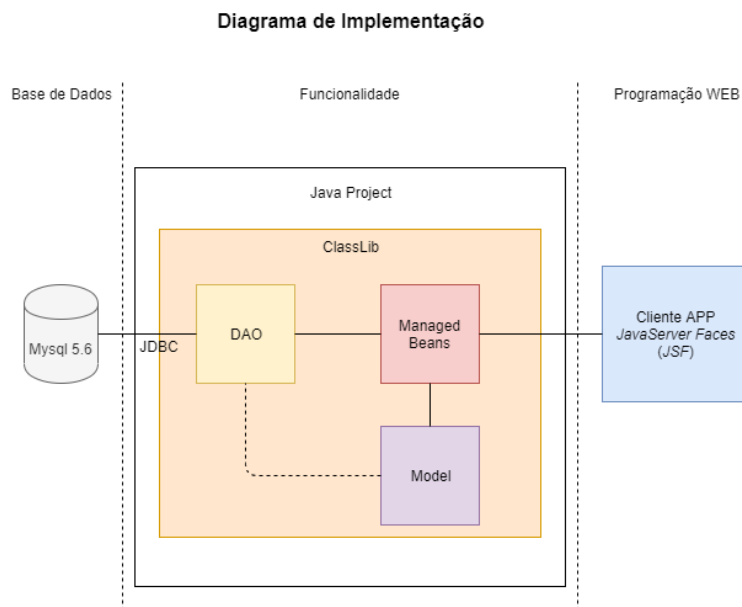 Diagrama de Implementação
Base de Dados
Funcionalidade
Programação WEB
Java Project
ClassLib
Mysql 5.6
JDBC
DAO
Managed
Beans
Model
Cliente APP
JavaServer Faces
(JSF)